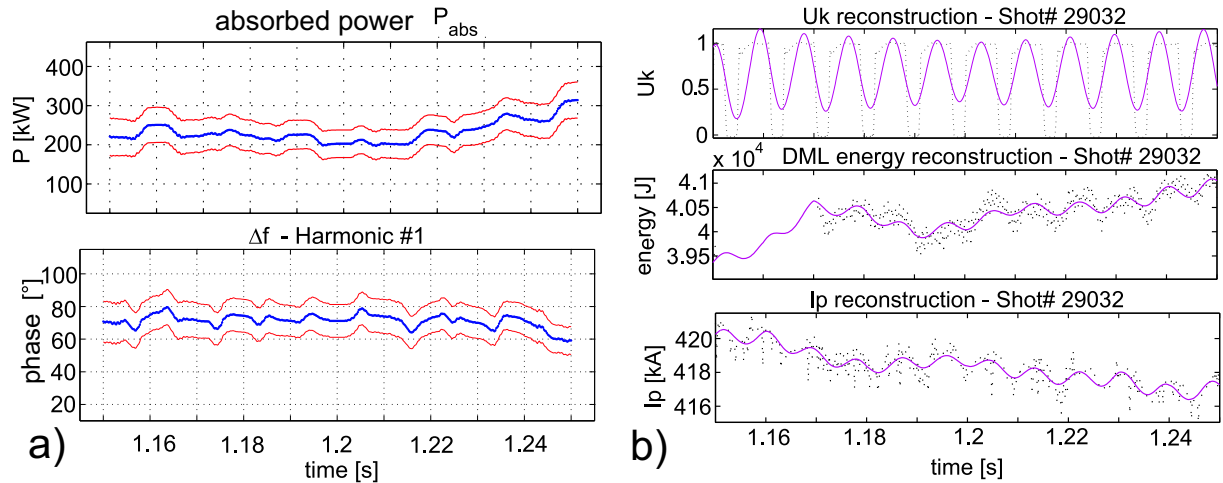 absorbed power P_abs
P [kW]
400
300
200
100
Δf - Harmonic #1
phase [°]
100
80
60
40
20
1.16
1.18
1.2
1.22
1.24
time [s]
a)
Uk reconstruction - Shot# 29032
Uk
1
0.5
0
x 10^4
DML energy reconstruction - Shot# 29032
energy [J]
4.1
4.05
4
3.95
Ip reconstruction - Shot# 29032
Ip [kA]
420
418
416
1.16
1.18
1.2
1.22
1.24
time [s]
b)